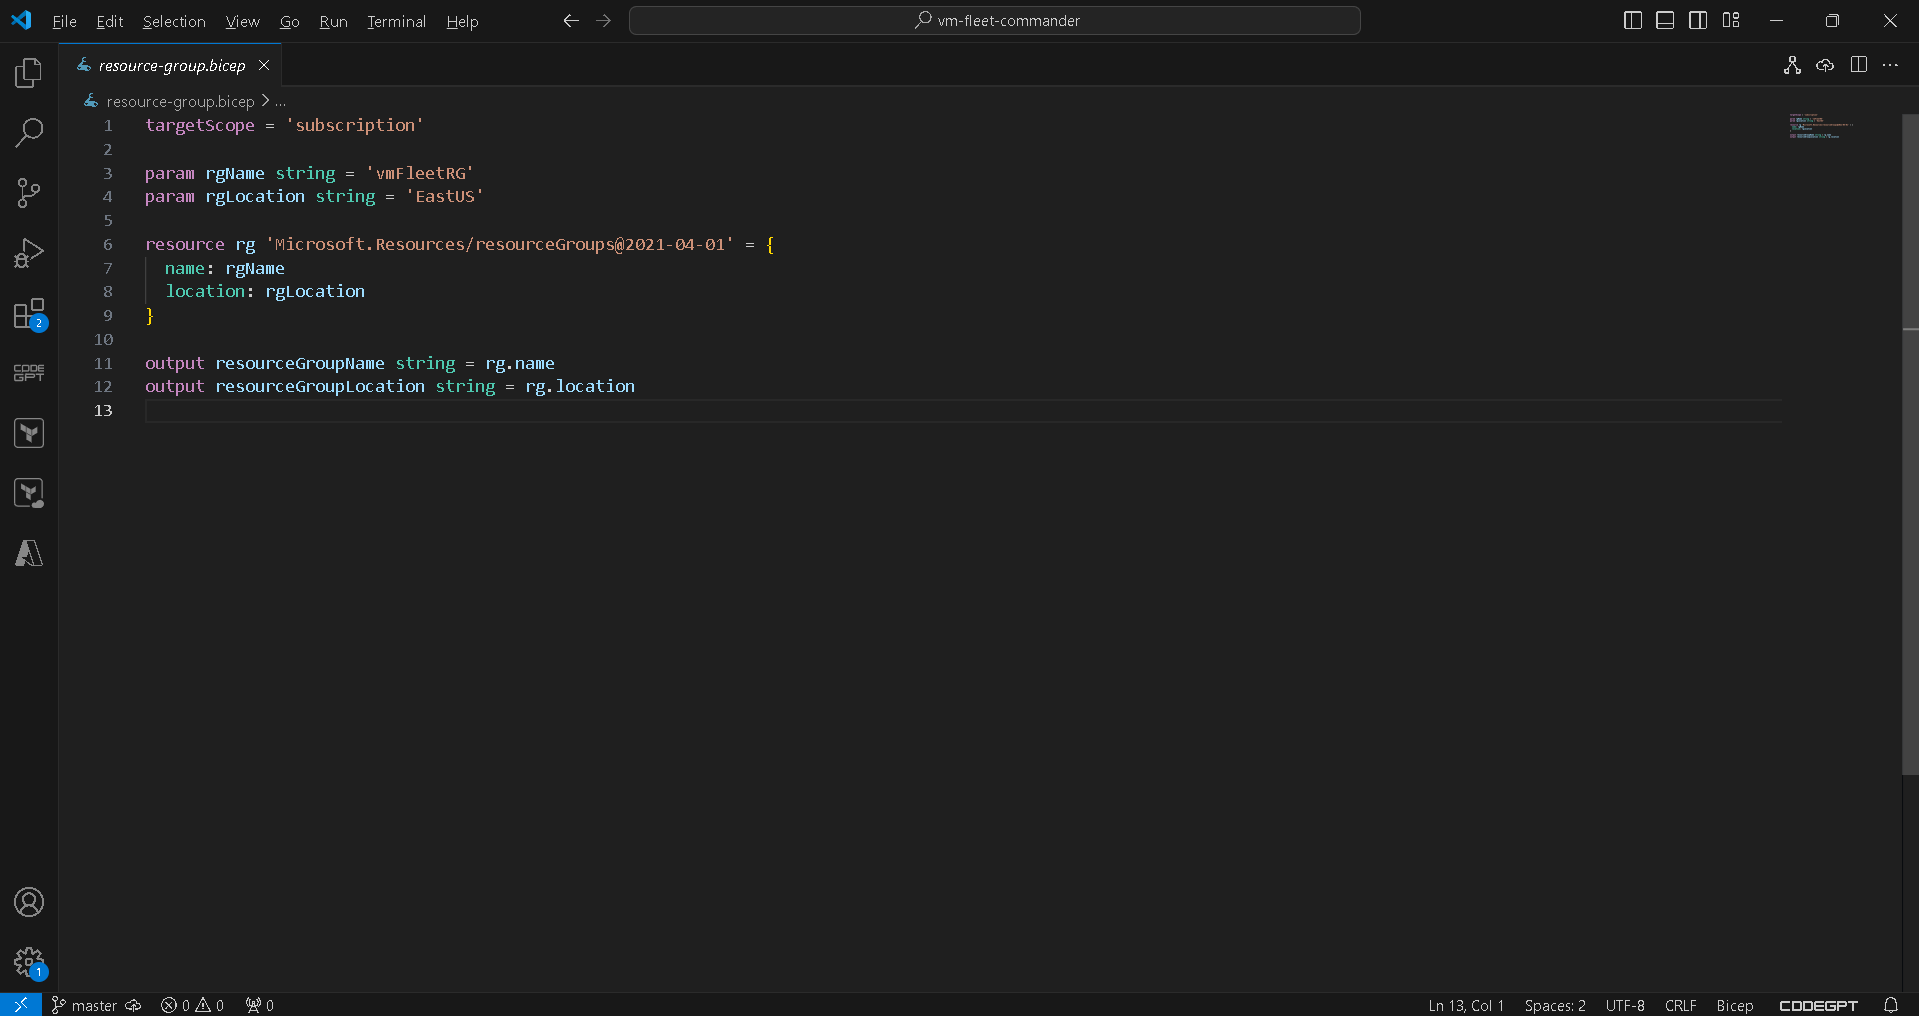 File Edit Selection View Go Run Terminal Help
vm-fleet-commander
resource-group.bicep
resource-group.bicep > ...
1 targetScope = 'subscription'
2
3 param rgName string = 'vmFleetRG'
4 param rgLocation string = 'EastUS'
5
6 resource rg 'Microsoft.Resources/resourceGroups@2021-04-01' = {
7   name: rgName
8   location: rgLocation
9 }
10
11 output resourceGroupName string = rg.name
12 output resourceGroupLocation string = rg.location
13
2
CODE
GPT
1
master 0 0 0 Ln 13, Col 1 Spaces: 2 UTF-8 CRLF Bicep CODEGPT